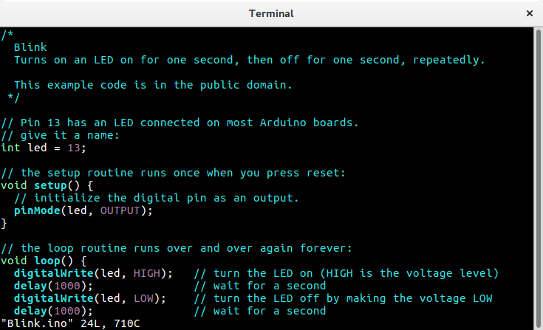 Terminal
×
/*
  Blink
  Turns on an LED on for one second, then off for one second, repeatedly.

  This example code is in the public domain.
 */

// Pin 13 has an LED connected on most Arduino boards.
// give it a name:
int led = 13;

// the setup routine runs once when you press reset:
void setup() {
  // initialize the digital pin as an output.
  pinMode(led, OUTPUT);
}

// the loop routine runs over and over again forever:
void loop() {
  digitalWrite(led, HIGH);   // turn the LED on (HIGH is the voltage level)
  delay(1000);               // wait for a second
  digitalWrite(led, LOW);    // turn the LED off by making the voltage LOW
  delay(1000);               // wait for a second
"Blink.ino" 24L, 710C